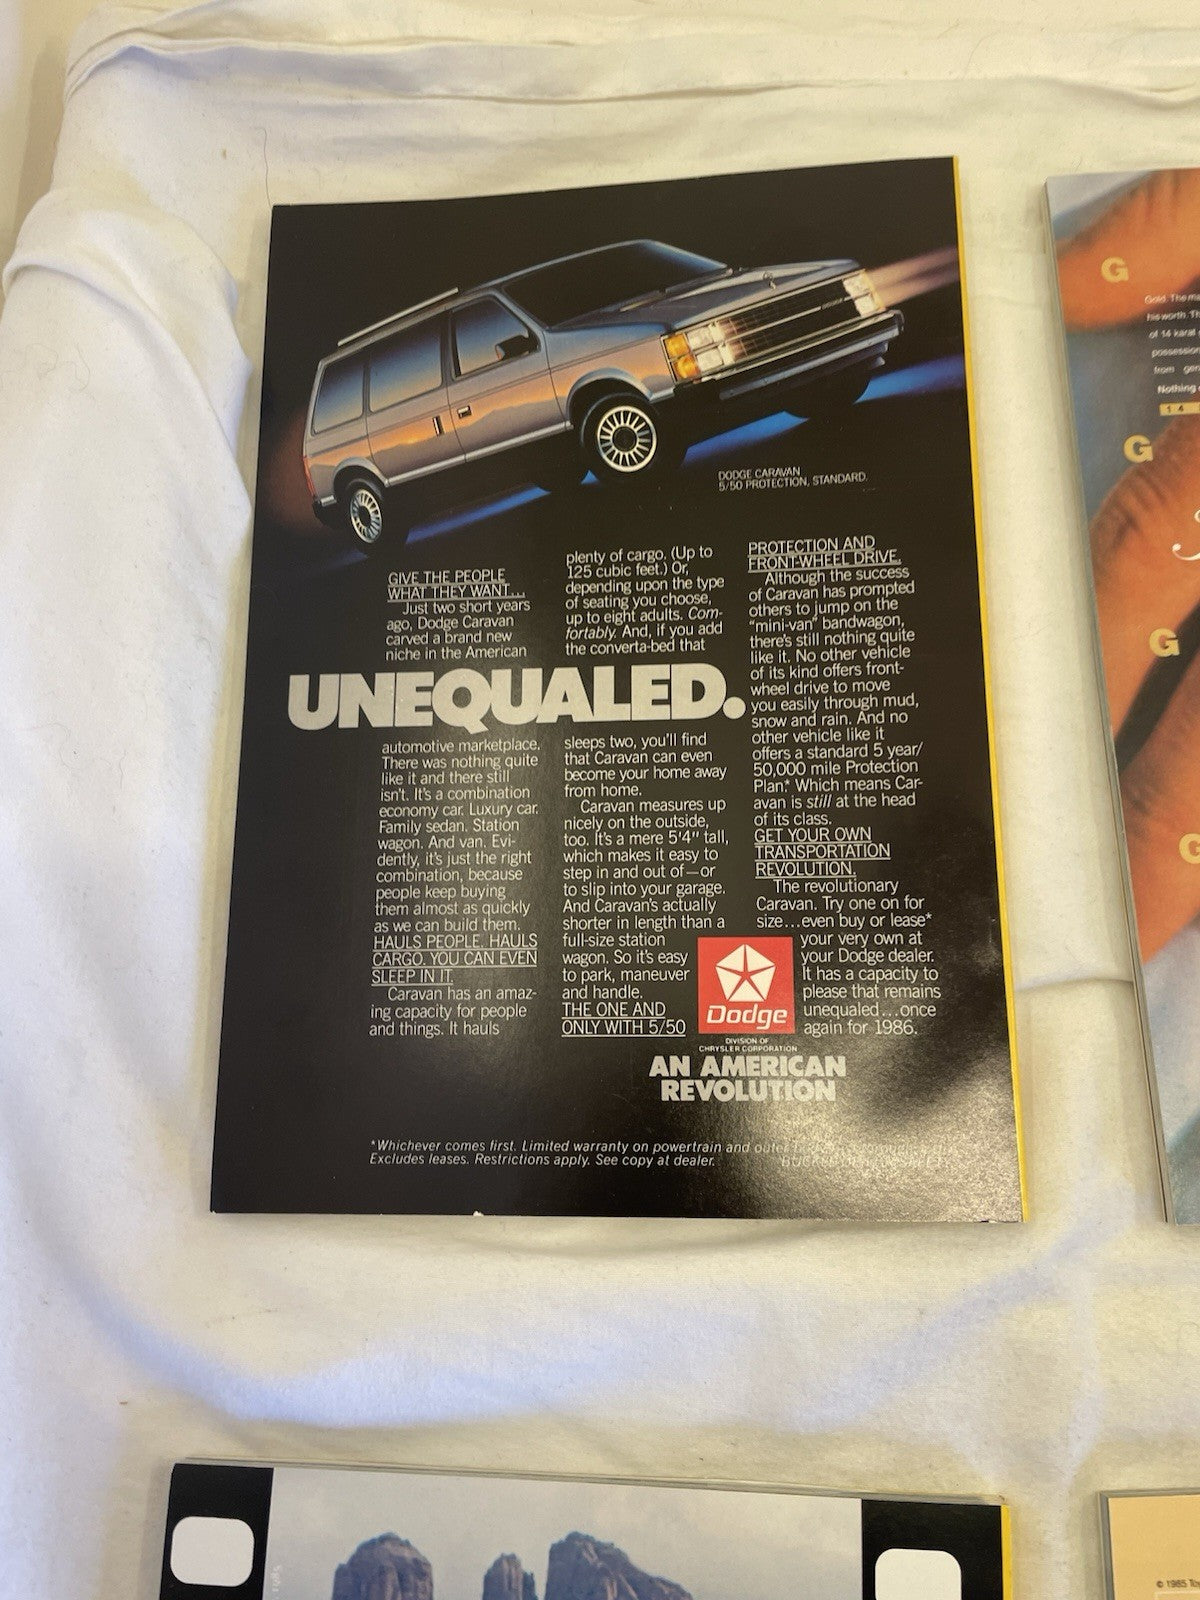 DODGE CARAVAN
5/50 PROTECTION, STANDARD.
GIVE THE PEOPLE
WHAT THEY WANT...
Just two short years
ago, Dodge Caravan
carved a brand new
niche in the American
UNEQUALED.
automotive marketplace.
There was nothing quite
like it and there still
isn't. It's a combination
economy car. Luxury car.
Family sedan. Station
wagon. And van. Evi-
dently, it's just the right
combination, because
people keep buying
them almost as quickly
as we can build them.
HAULS PEOPLE. HAULS
CARGO. YOU CAN EVEN
SLEEP IN IT.
Caravan has an amaz-
ing capacity for people
and things. It hauls
plenty of cargo. (Up to
125 cubic feet.) Or,
depending upon the type
of seating you choose,
up to eight adults. Com-
fortably. And, if you add
the converta-bed that
sleeps two, you'll find
that Caravan can even
become your home away
from home.
Caravan measures up
nicely on the outside,
too. It's a mere 5'4" tall,
which makes it easy to
step in and out of—or
to slip into your garage.
And Caravan's actually
shorter in length than a
full-size station
wagon. So it's easy
to park, maneuver
and handle.
THE ONE AND
ONLY WITH 5/50
PROTECTION AND
FRONT-WHEEL DRIVE.
Although the success
of Caravan has prompted
others to jump on the
"mini-van" bandwagon,
there's still nothing quite
like it. No other vehicle
of its kind offers front-
wheel drive to move
you easily through mud,
snow and rain. And no
other vehicle like it
offers a standard 5 year/
50,000 mile Protection
Plan.* Which means Car-
avan is still at the head
of its class.
GET YOUR OWN
TRANSPORTATION
REVOLUTION.
The revolutionary
Caravan. Try one on for
size...even buy or lease*
your very own at
your Dodge dealer.
It has a capacity to
please that remains
unequaled...once
again for 1986.
Dodge
DIVISION OF
CHRYSLER CORPORATION
AN AMERICAN
REVOLUTION
*Whichever comes first. Limited warranty on powertrain and outer
Excludes leases. Restrictions apply. See copy at dealer.
G
Gold. The
his worth.
of 14 karat
from
Nothing
14
G
G
G
1985
© 1985